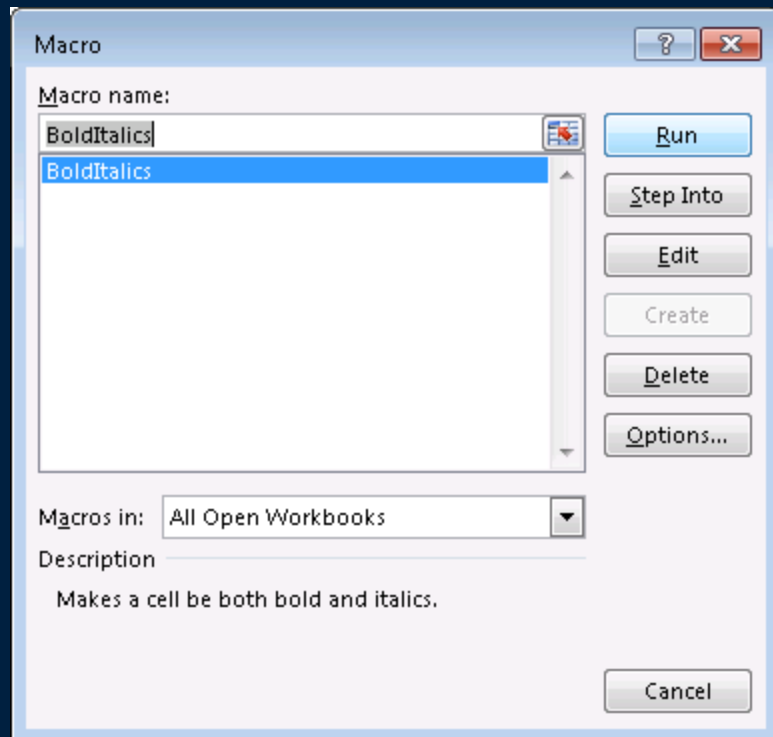 Macro
?
Macro name:
BoldItalics
Run
BoldItalics
Step Into
Edit
Create
Delete
Options...
Macros in:
All Open Workbooks
Description
Makes a cell be both bold and italics.
Cancel